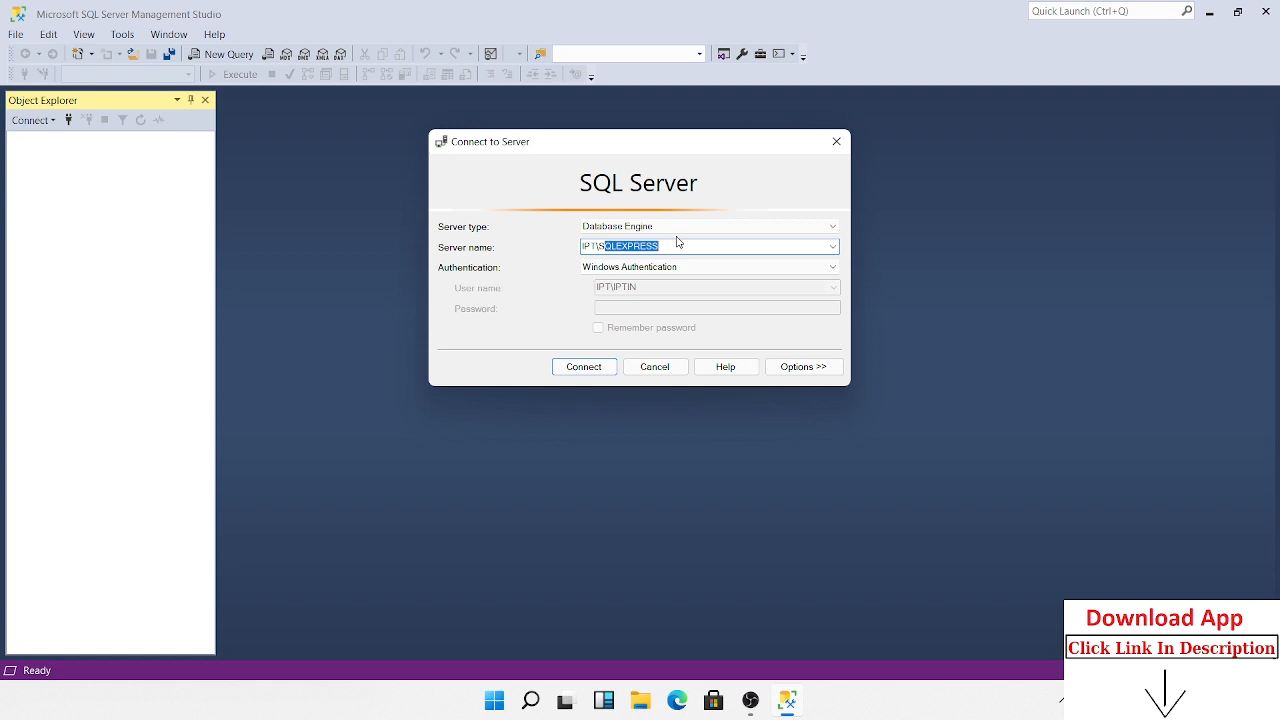 Microsoft SQL Server Management Studio
Quick Launch (Ctrl+Q)
File Edit View Tools Window Help
New Query
Execute
Object Explorer
Connect
Connect to Server
SQL Server
Server type: Database Engine
Server name: IPT\SQLEXPRESS
Authentication: Windows Authentication
User name: IPT\IPTIN
Password:
Remember password
Connect Cancel Help Options >>
Ready
Download App
Click Link In Description